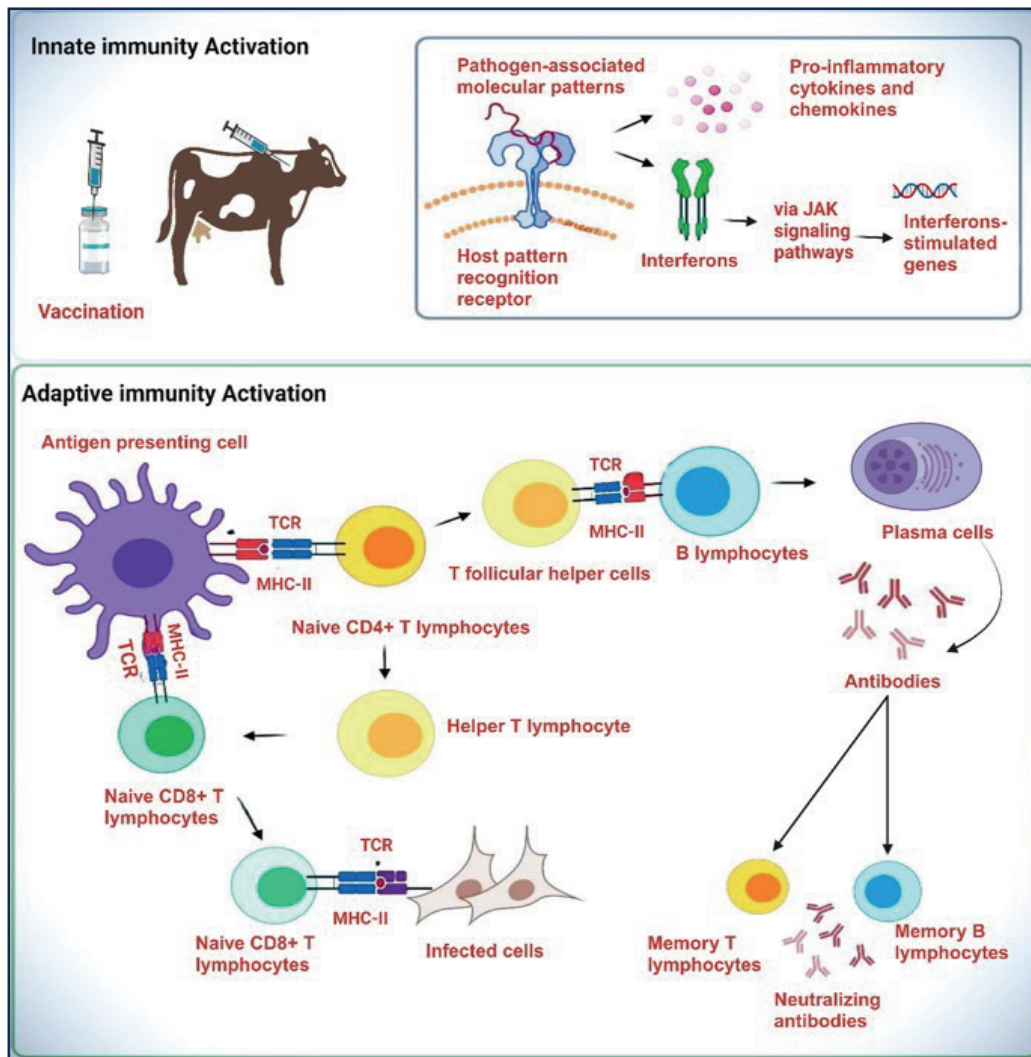 Innate immunity Activation
Vaccination
Pathogen-associated
molecular patterns
Pro-inflammatory
cytokines and
chemokines
Host pattern
recognition
receptor
Interferons
via JAK
signaling
pathways
Interferons-
stimulated
genes
Adaptive immunity Activation
Antigen presenting cell
TCR
MHC-II
Naive CD4+ T lymphocytes
TCR
MHC-II
T follicular helper cells
B lymphocytes
Plasma cells
Antibodies
MHC-II
TCR
Naive CD8+ T
lymphocytes
Helper T lymphocyte
Naive CD8+ T
lymphocytes
TCR
MHC-II
Infected cells
Memory T
lymphocytes
Memory B
lymphocytes
Neutralizing
antibodies